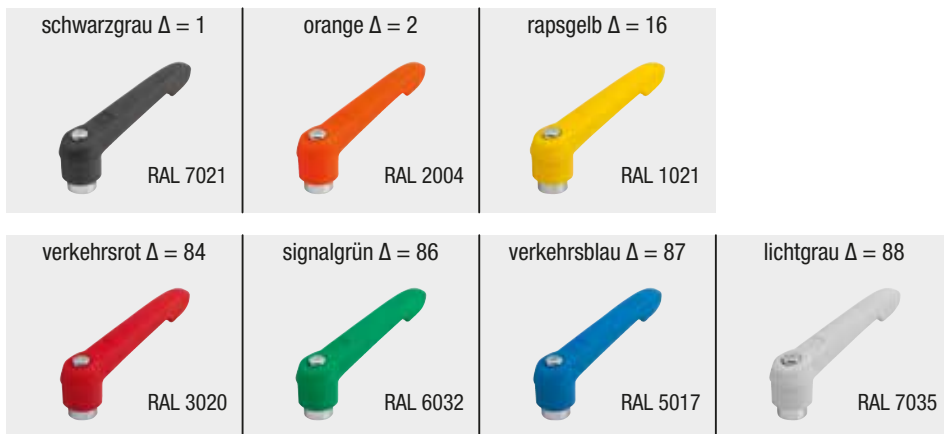 schwarzgrau Δ = 1
orange Δ = 2
rapsgelb Δ = 16
RAL 7021
RAL 2004
RAL 1021
verkehrsrot Δ = 84
signalgrün Δ = 86
verkehrsblau Δ = 87
lichtgrau Δ = 88
RAL 3020
RAL 6032
RAL 5017
RAL 7035